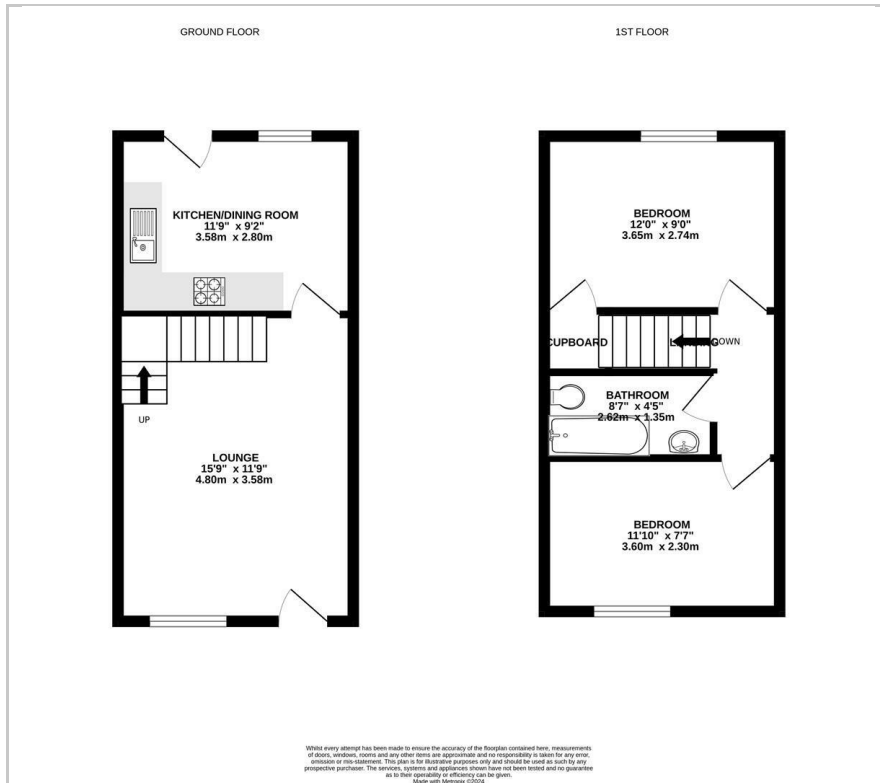 GROUND FLOOR
1ST FLOOR
KITCHEN/DINING ROOM
11'9" x 9'2"
3.58m x 2.80m
UP
LOUNGE
15'9" x 11'9"
4.80m x 3.58m
BEDROOM
12'0" x 9'0"
3.65m x 2.74m
CUPBOARD
BATHROOM
8'7" x 4'5"
2.62m x 1.35m
BEDROOM
11'10" x 7'7"
3.60m x 2.30m
Whilst every attempt has been made to ensure the accuracy of the floorplan contained here, measurements
of doors, windows, rooms and any other items are approximate and no responsibility is taken for any error,
omission or mis-statement. This plan is for illustrative purposes only and should be used as such by any
prospective purchaser. The services, systems and appliances shown have not been tested and no guarantee
as to their operability or efficiency can be given.
Made with Metropix ©2024